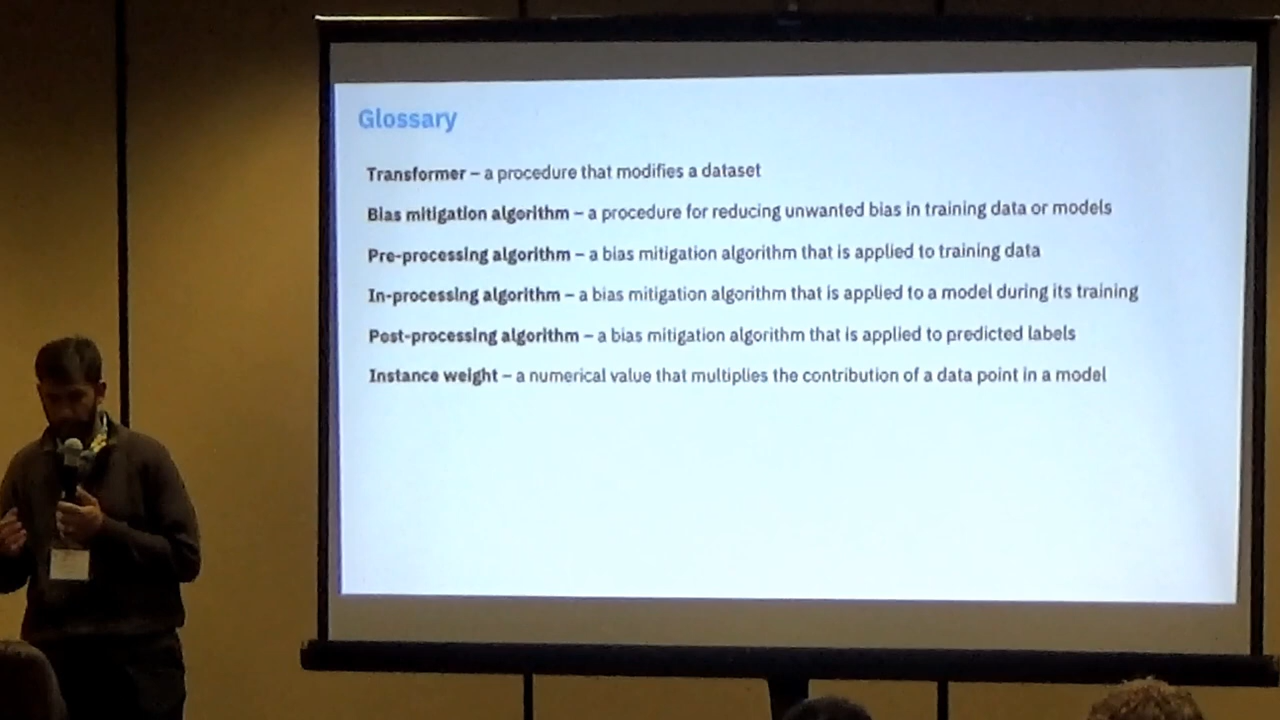 Glossary
Transformer – a procedure that modifies a dataset
Bias mitigation algorithm – a procedure for reducing unwanted bias in training data or models
Pre-processing algorithm – a bias mitigation algorithm that is applied to training data
In-processing algorithm – a bias mitigation algorithm that is applied to a model during its training
Post-processing algorithm – a bias mitigation algorithm that is applied to predicted labels
Instance weight – a numerical value that multiplies the contribution of a data point in a model